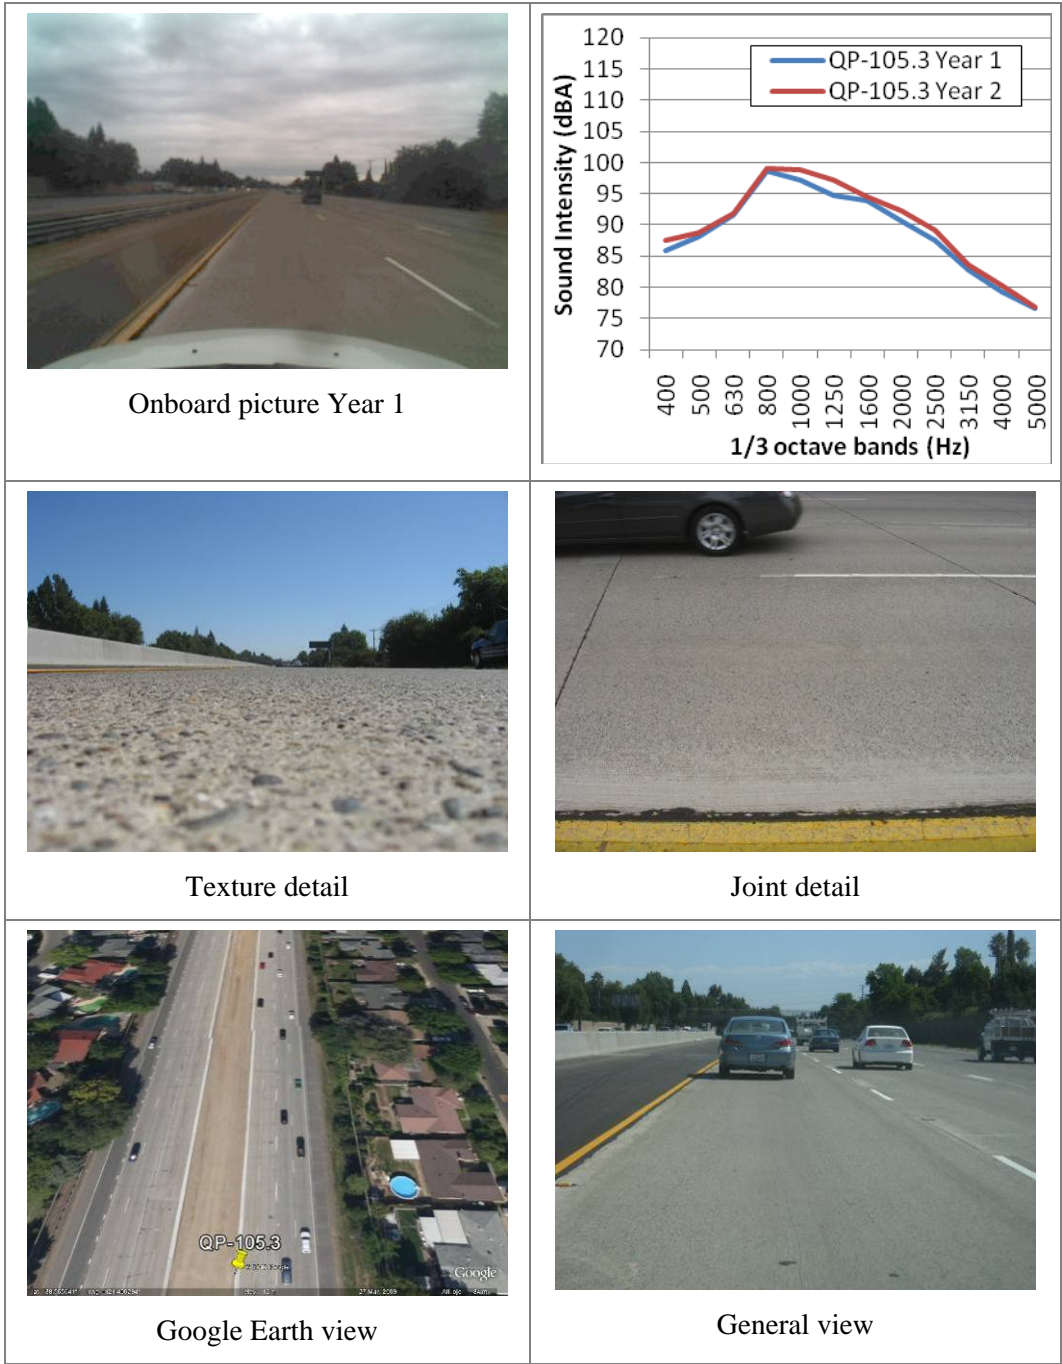 Onboard picture Year 1
120
115
110
105
100
95
90
85
80
75
70
Sound Intensity (dBA)
QP-105.3 Year 1
QP-105.3 Year 2
400
500
630
800
1000
1250
1600
2000
2500
3150
4000
5000
1/3 octave bands (Hz)
Texture detail
Joint detail
QP-105.3
Google
Google Earth view
General view